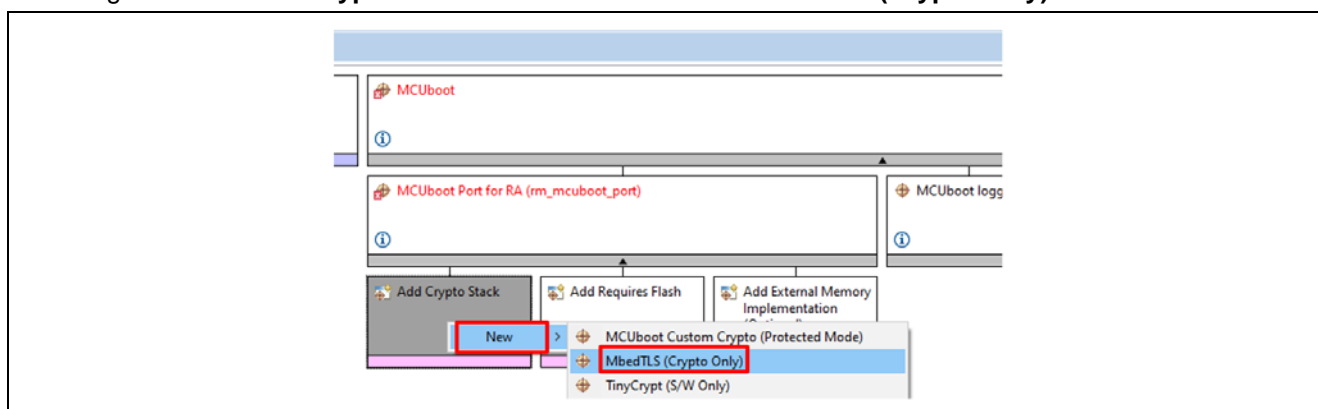 MCUboot
MCUboot Port for RA (rm_mcuboot_port)
MCUboot logg
Add Crypto Stack
Add Requires Flash
Add External Memory
Implementation
New
MCUboot Custom Crypto (Protected Mode)
MbedTLS (Crypto Only)
TinyCrypt (S/W Only)